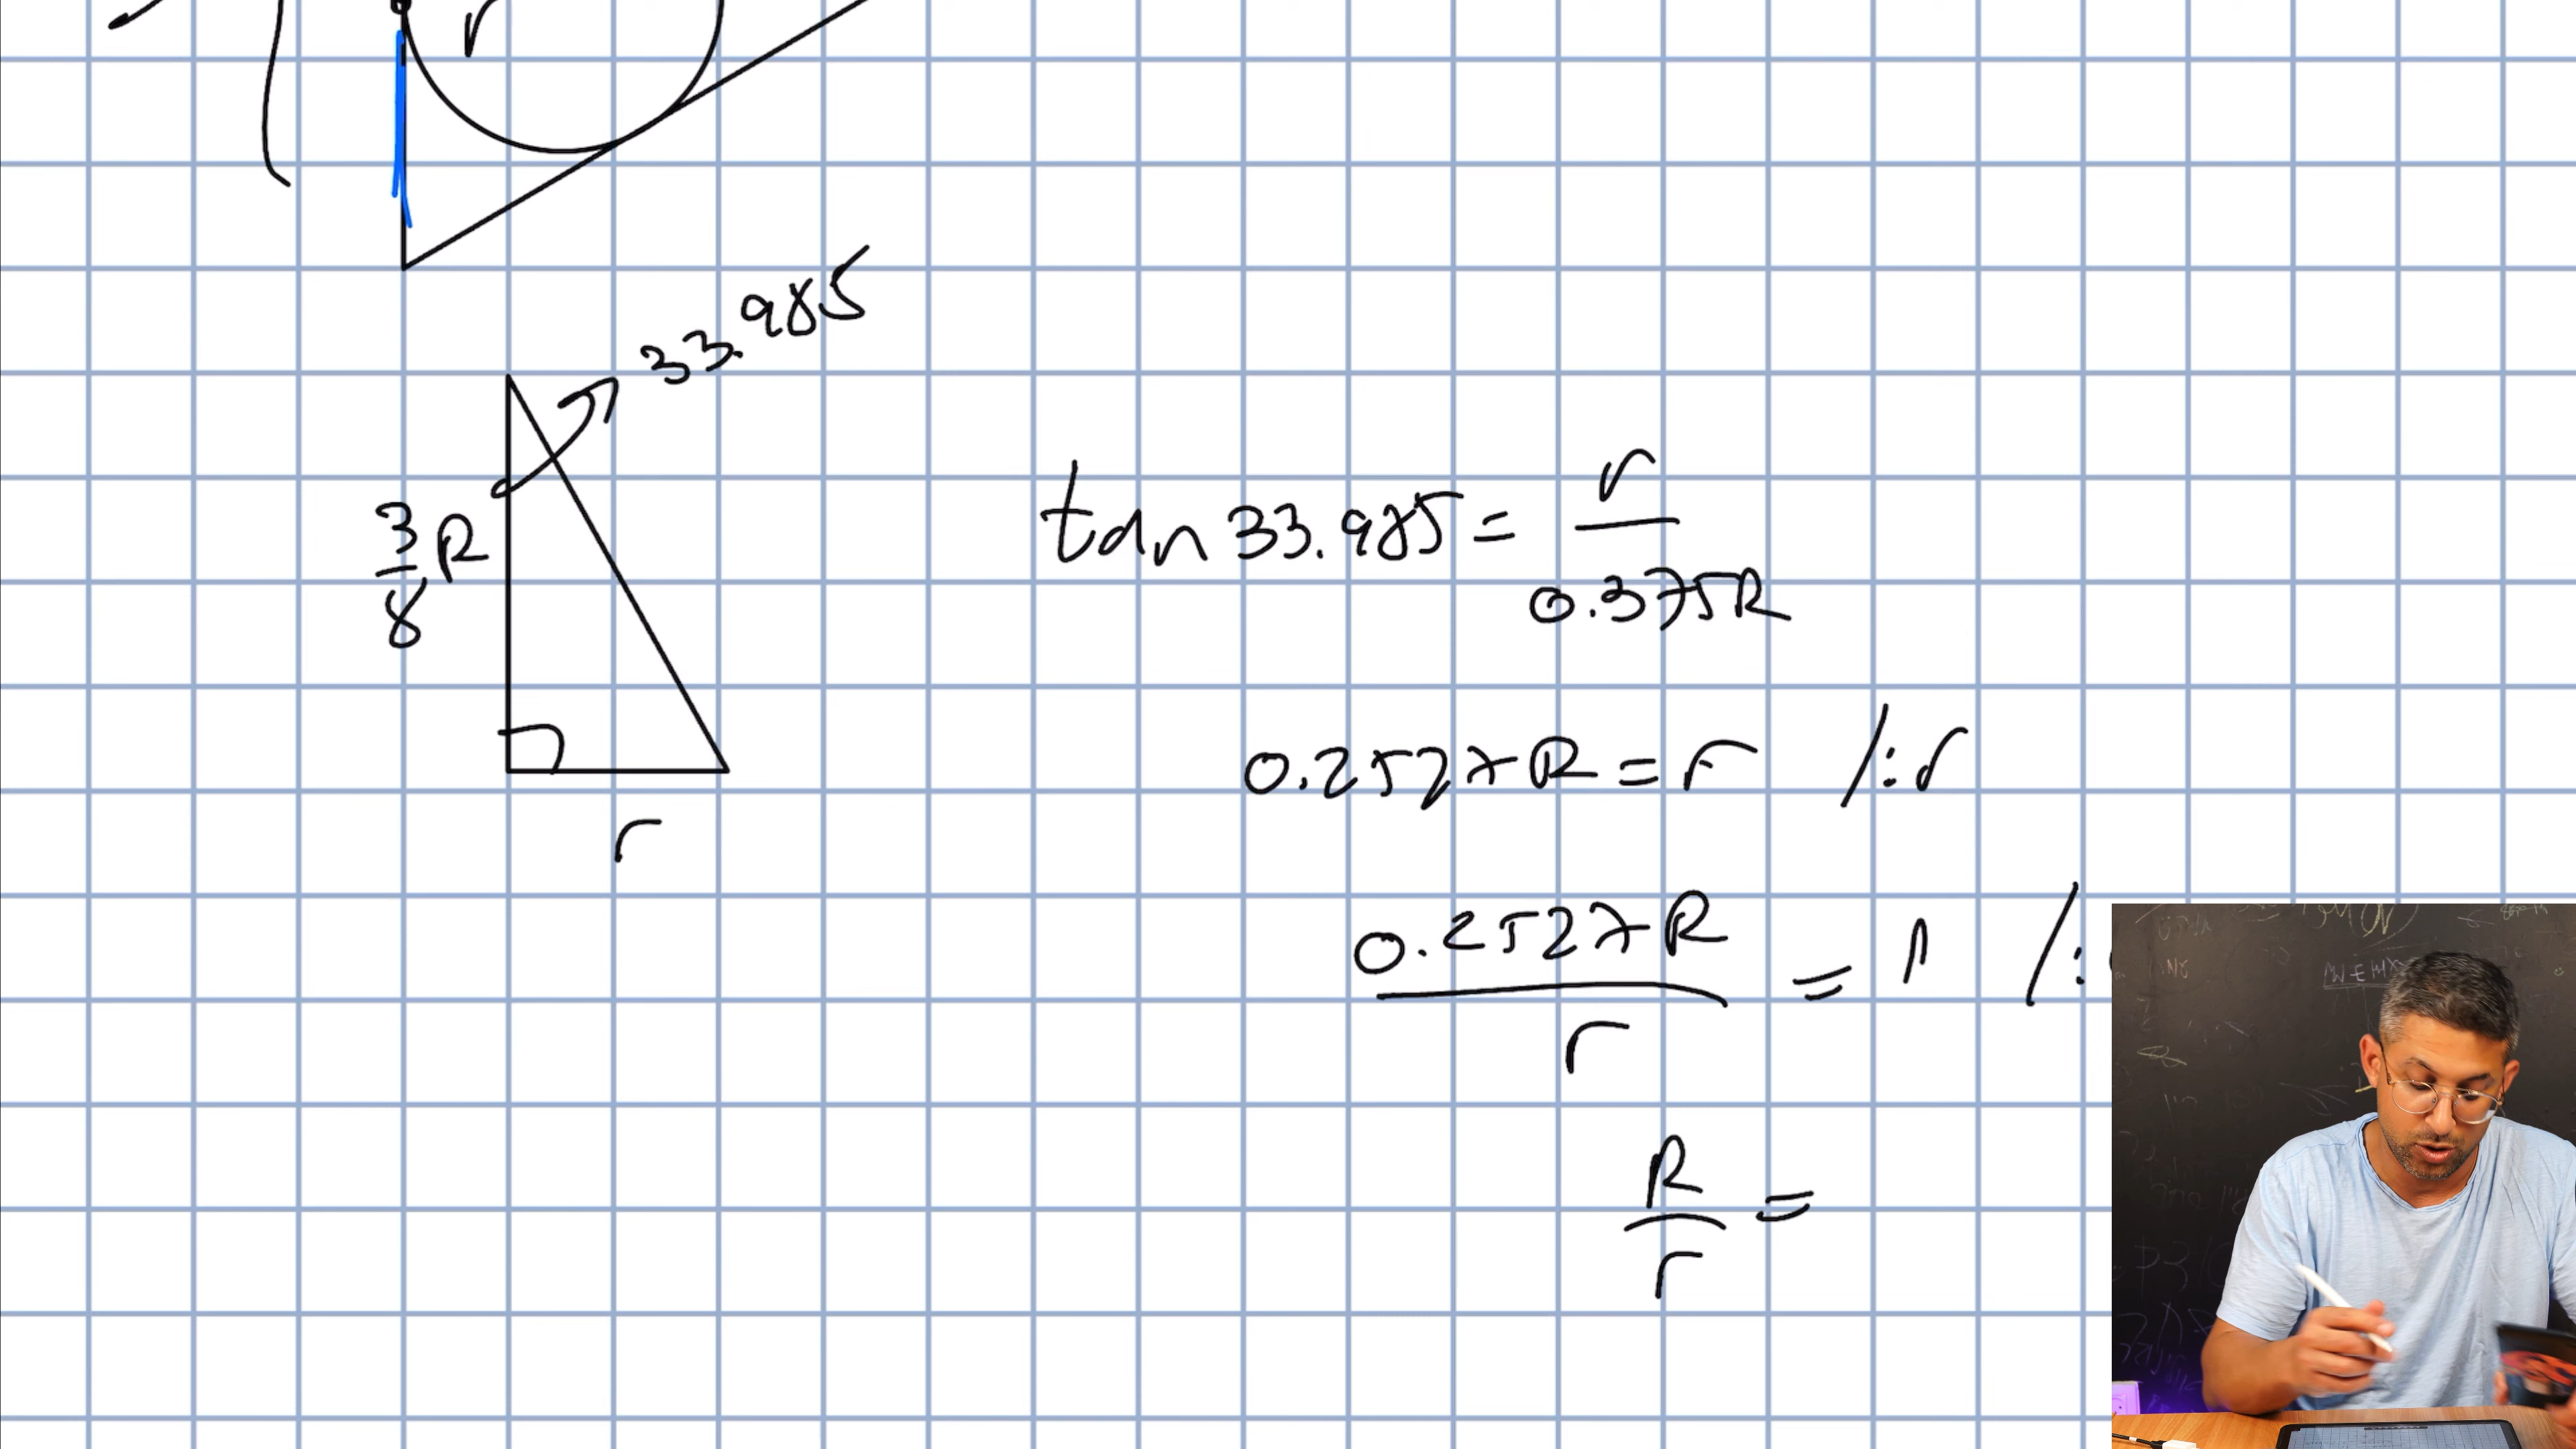 r
33.985
3/8 R
r
tan 33.985 = r / 0.375R
0.2527R = r /:r
0.2527R / r = 1 /:
R / r =